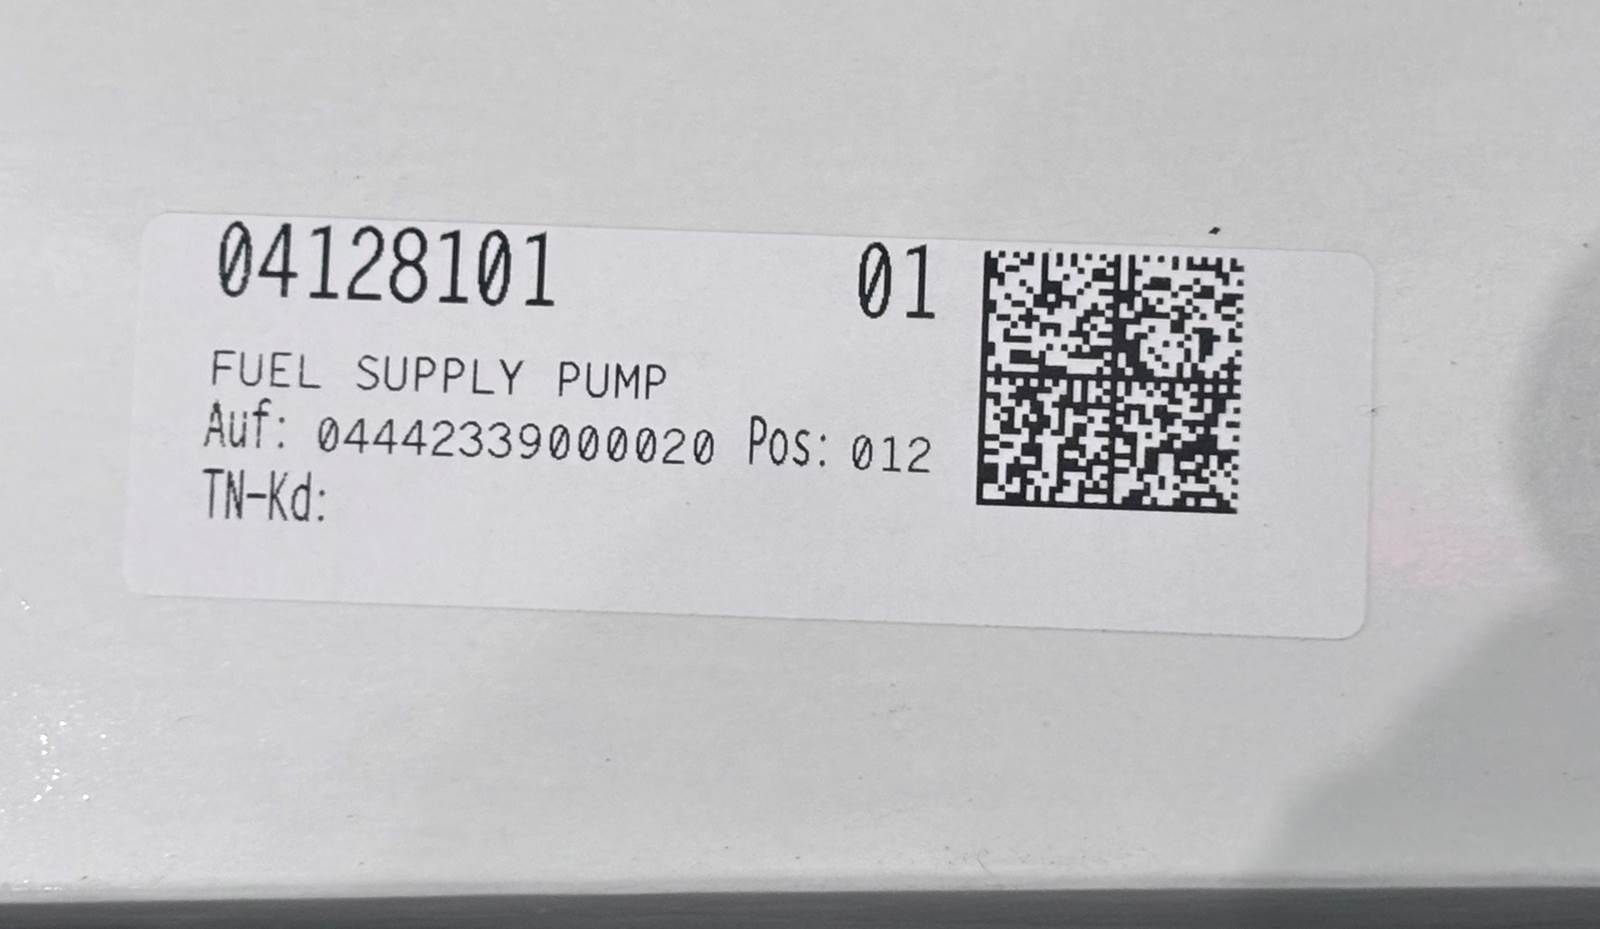 04128101 01
FUEL SUPPLY PUMP
Auf: 04442339000020 Pos: 012
TN-Kd: